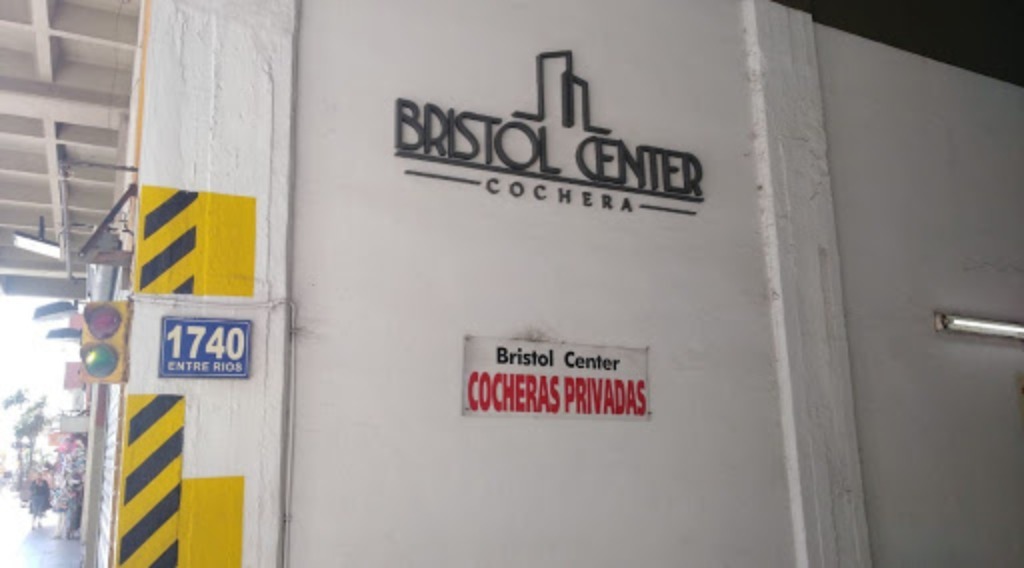 BRISTOL CENTER
COCHERA
1740
ENTRE RIOS
Bristol Center
COCHERAS PRIVADAS